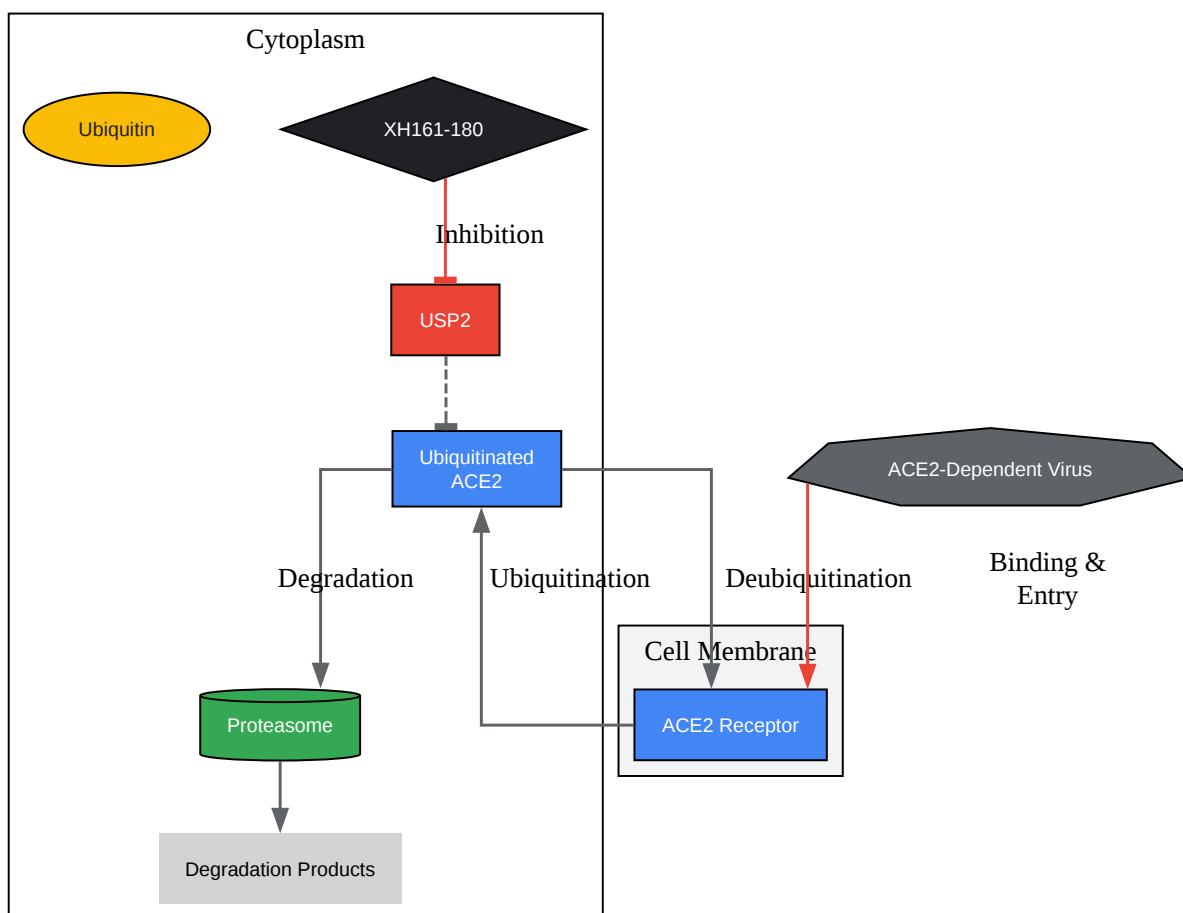 Cytoplasm
Ubiquitin
XH161-180
Inhibition
USP2
Ubiquitinated
ACE2
ACE2-Dependent Virus
Degradation
Ubiquitination
Deubiquitination
Binding &
Entry
Cell Membrane
Proteasome
ACE2 Receptor
Degradation Products